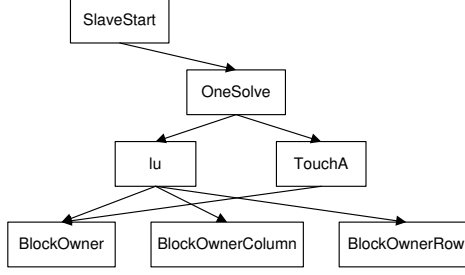 SlaveStart
OneSolve
lu
TouchA
BlockOwner
BlockOwnerColumn
BlockOwnerRow